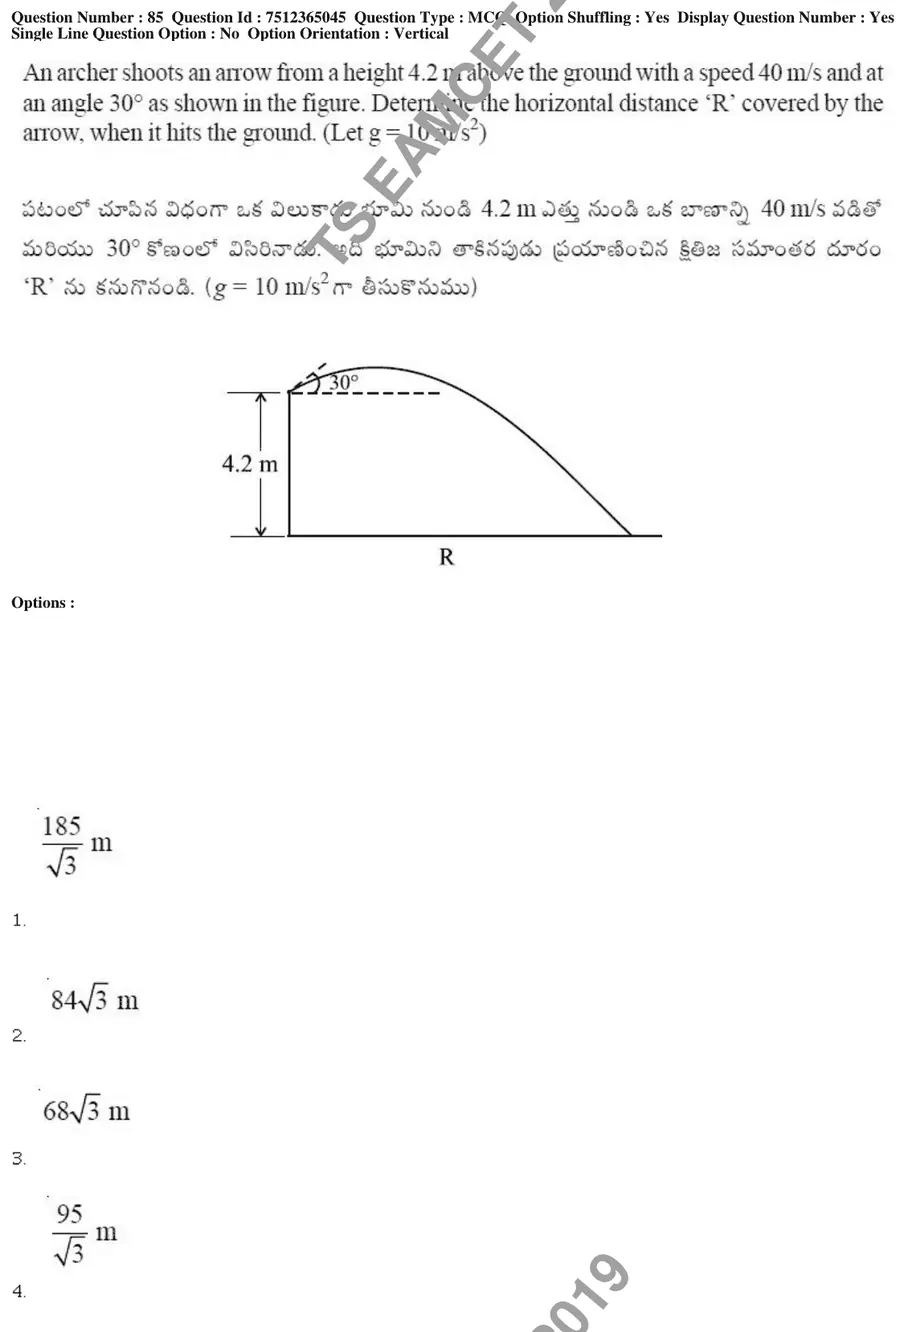 Question Number : 85 Question Id : 7512365045 Question Type : MCQ Option Shuffling : Yes Display Question Number : Yes
Single Line Question Option : No Option Orientation : Vertical
An archer shoots an arrow from a height 4.2 m above the ground with a speed 40 m/s and at
an angle 30° as shown in the figure. Determine the horizontal distance ‘R’ covered by the
arrow, when it hits the ground. (Let g = 10 m/s²)
పటంలో చూపిన విధంగా ఒక విలుకాడు భూమి నుండి 4.2 m ఎత్తు నుండి ఒక బాణాన్ని 40 m/s వడితో
మరియు 30° కోణంలో విసిరినాడు. అది భూమిని తాకినపుడు ప్రయాణించిన క్షితిజ సమాంతర దూరం
‘R’ ను కనుగొనండి. (g = 10 m/s² గా తీసుకొనుము)
30°
4.2 m
R
Options :
185/√3 m
1.
84√3 m
2.
68√3 m
3.
95/√3 m
4.
TS EAMCET 2019